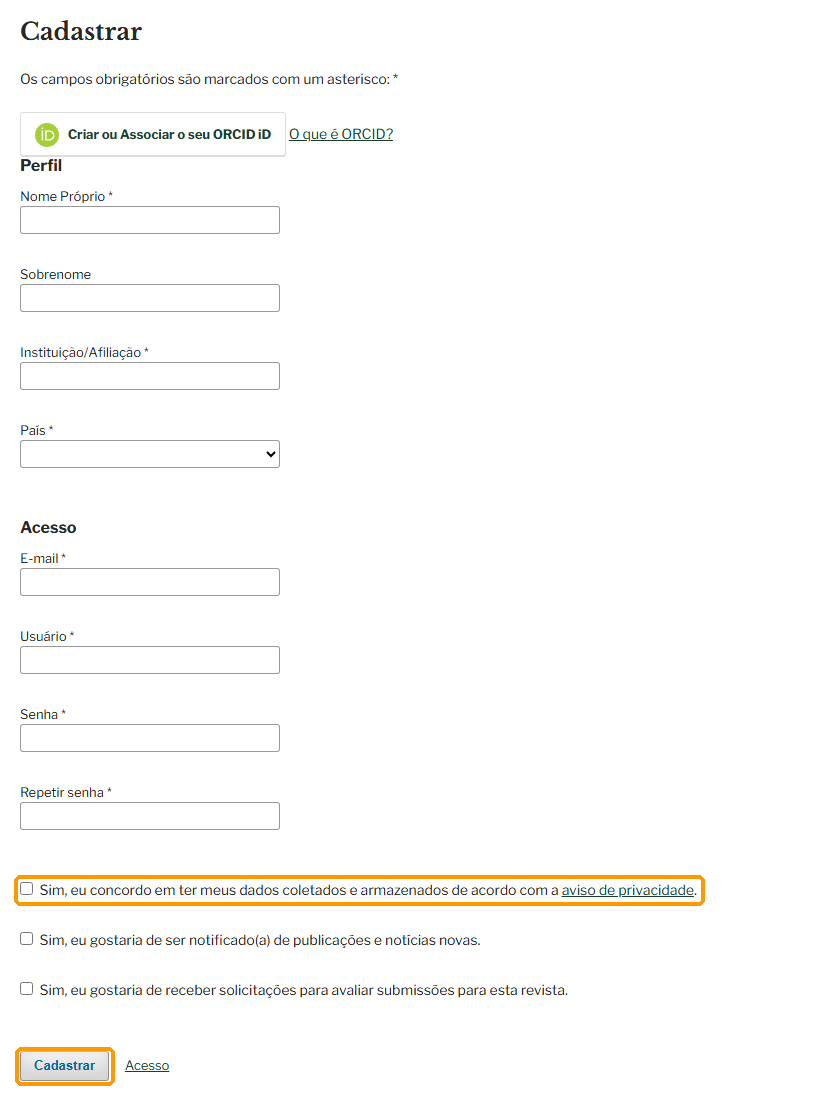 Cadastrar
Os campos obrigatórios são marcados com um asterisco: *
iD Criar ou Associar o seu ORCID iD O que é ORCID?
Perfil
Nome Próprio *
Sobrenome
Instituição/Afiliação *
País *
Acesso
E-mail *
Usuário *
Senha *
Repetir senha *
Sim, eu concordo em ter meus dados coletados e armazenados de acordo com a aviso de privacidade.
Sim, eu gostaria de ser notificado(a) de publicações e notícias novas.
Sim, eu gostaria de receber solicitações para avaliar submissões para esta revista.
Cadastrar Acesso